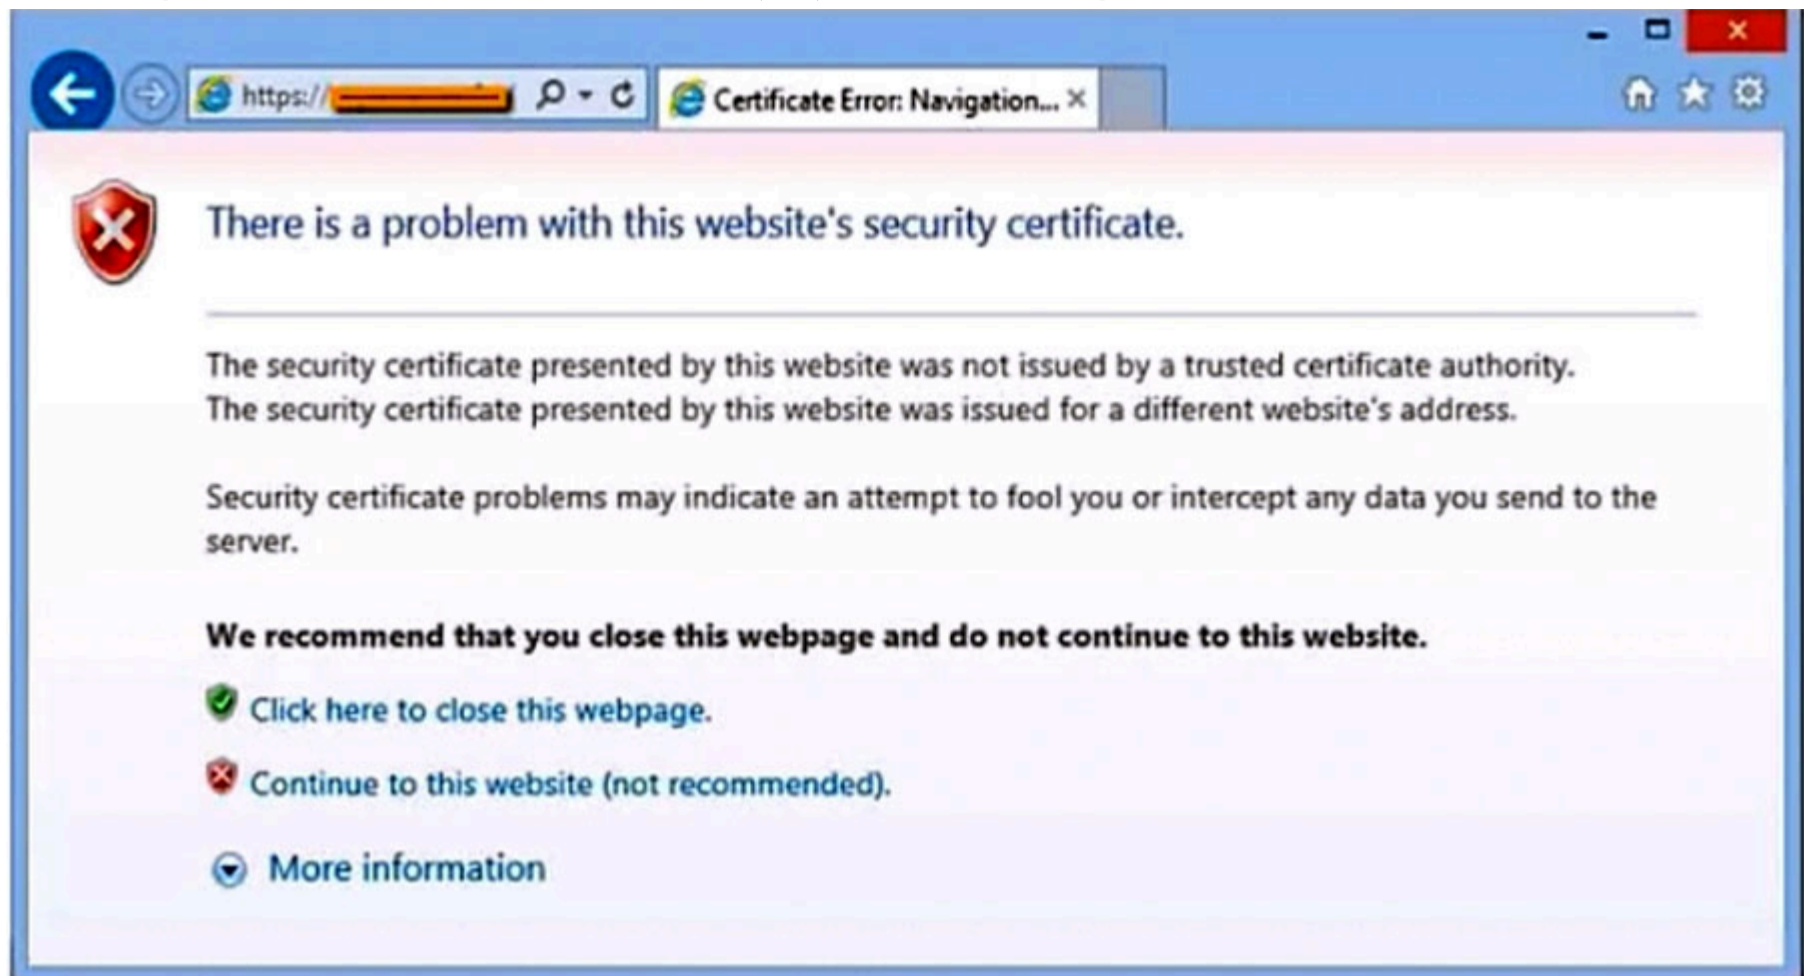 https://
Certificate Error: Navigation...
There is a problem with this website's security certificate.
The security certificate presented by this website was not issued by a trusted certificate authority.
The security certificate presented by this website was issued for a different website's address.
Security certificate problems may indicate an attempt to fool you or intercept any data you send to the
server.
We recommend that you close this webpage and do not continue to this website.
Click here to close this webpage.
Continue to this website (not recommended).
More information